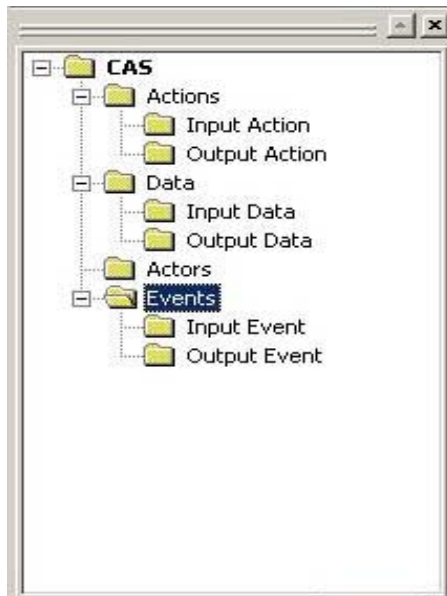 CAS
Actions
Input Action
Output Action
Data
Input Data
Output Data
Actors
Events
Input Event
Output Event